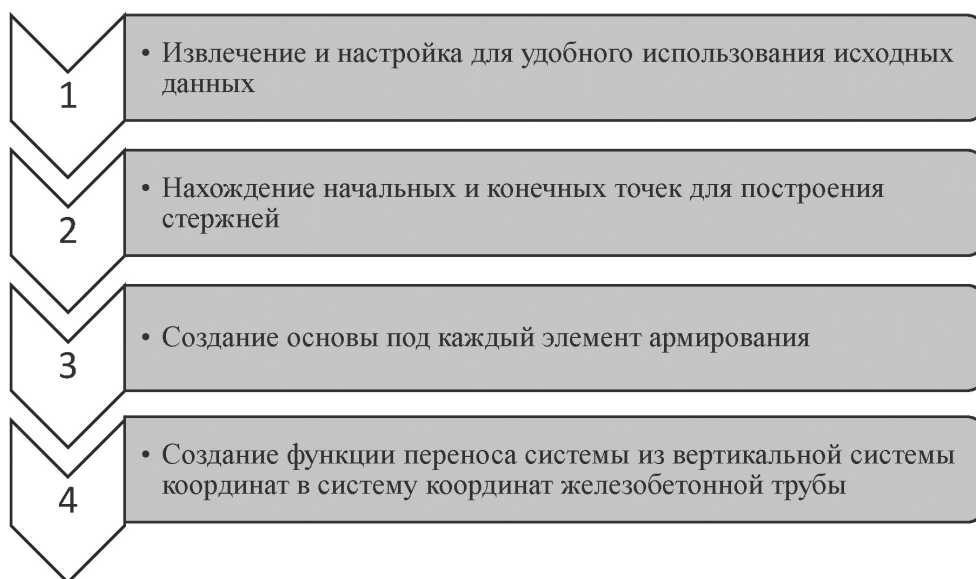 1
• Извлечение и настройка для удобного использования исходных
данных
2
• Нахождение начальных и конечных точек для построения
стержней
3
• Создание основы под каждый элемент армирования
4
• Создание функции переноса системы из вертикальной системы
координат в систему координат железобетонной трубы